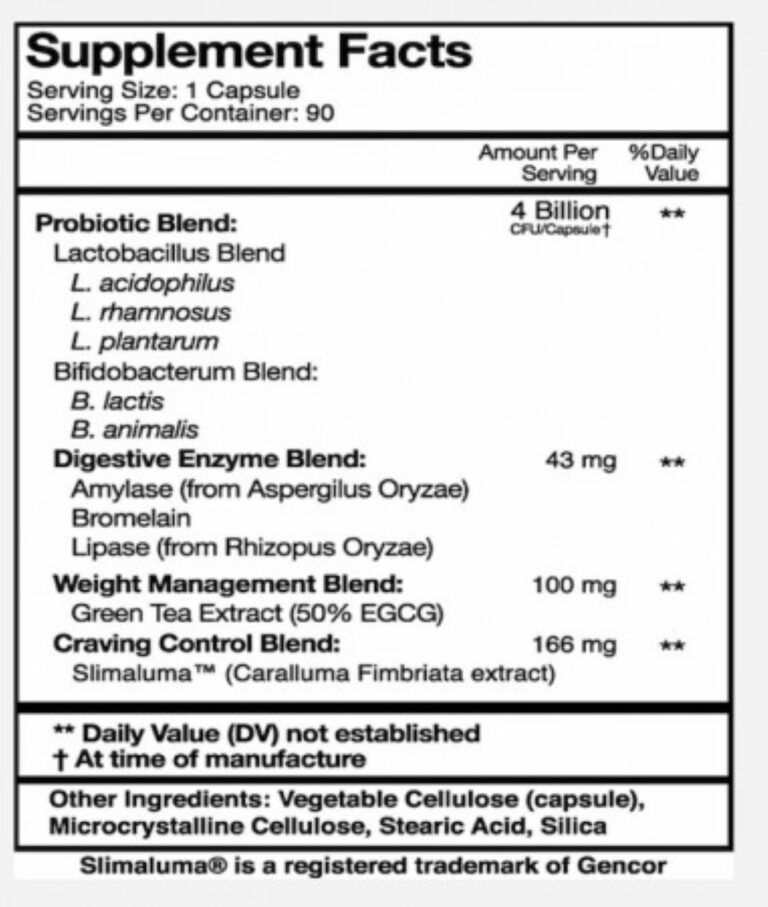 Supplement Facts
Serving Size: 1 Capsule
Servings Per Container: 90
Amount Per Serving %Daily Value
Probiotic Blend: 4 Billion CFU/Capsule† **
Lactobacillus Blend
L. acidophilus
L. rhamnosus
L. plantarum
Bifidobacterum Blend:
B. lactis
B. animalis
Digestive Enzyme Blend: 43 mg **
Amylase (from Aspergilus Oryzae)
Bromelain
Lipase (from Rhizopus Oryzae)
Weight Management Blend: 100 mg **
Green Tea Extract (50% EGCG)
Craving Control Blend: 166 mg **
Slimaluma™ (Caralluma Fimbriata extract)
** Daily Value (DV) not established
† At time of manufacture
Other Ingredients: Vegetable Cellulose (capsule),
Microcrystalline Cellulose, Stearic Acid, Silica
Slimaluma® is a registered trademark of Gencor